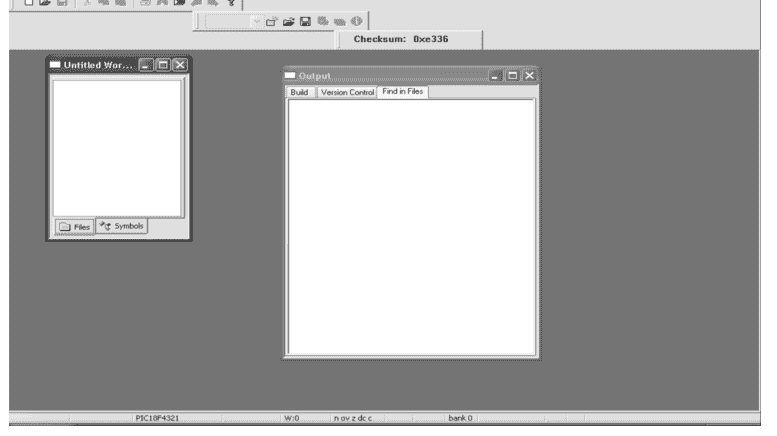 Checksum: 0xe336
Untitled Wor...
Output
Build Version Control Find in Files
Files Symbols
PIC18F4321 W:0 n ov z dc c bank 0